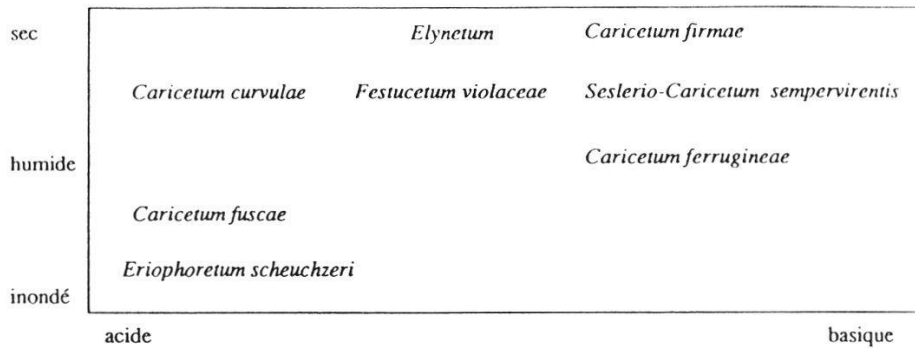 sec Elynetum Caricetum firmae
Caricetum curvulae Festucetum violaceae Seslerio-Caricetum sempervirentis
humide Caricetum ferrugineae
Caricetum fuscae
Eriophoretum scheuchzeri
inondé
acide basique